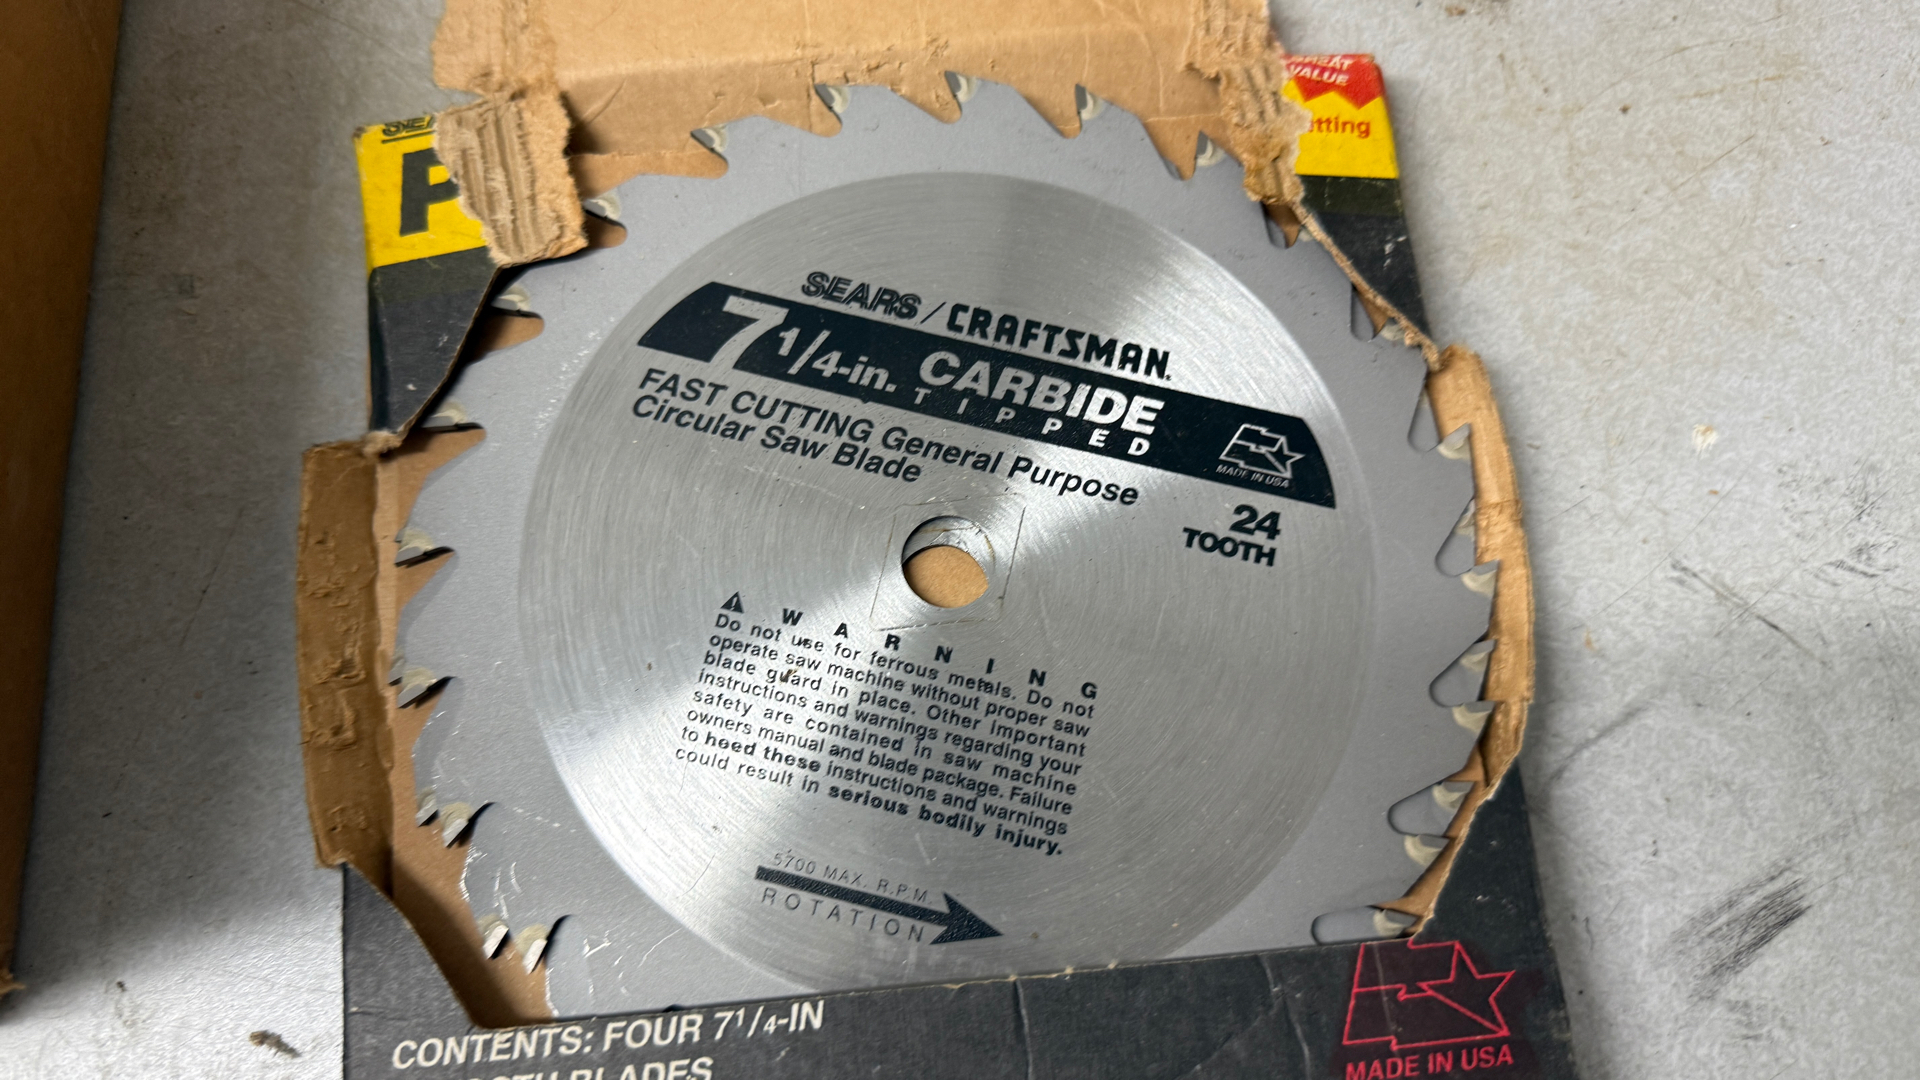 GREAT
VALUE
SEARS / CRAFTSMAN.
7 1/4-in. CARBIDE
TIPPED
MADE IN USA
FAST CUTTING General Purpose
Circular Saw Blade
24
TOOTH
⚠ WARNING
Do not use for ferrous metals. Do not
operate saw machine without proper saw
blade guard in place. Other important
instructions and warnings regarding your
safety are contained in saw machine
owners manual and blade package. Failure
to heed these instructions and warnings
could result in serious bodily injury.
5700 MAX. R.P.M.
ROTATION
CONTENTS: FOUR 7 1/4-IN
BLADES
MADE IN USA